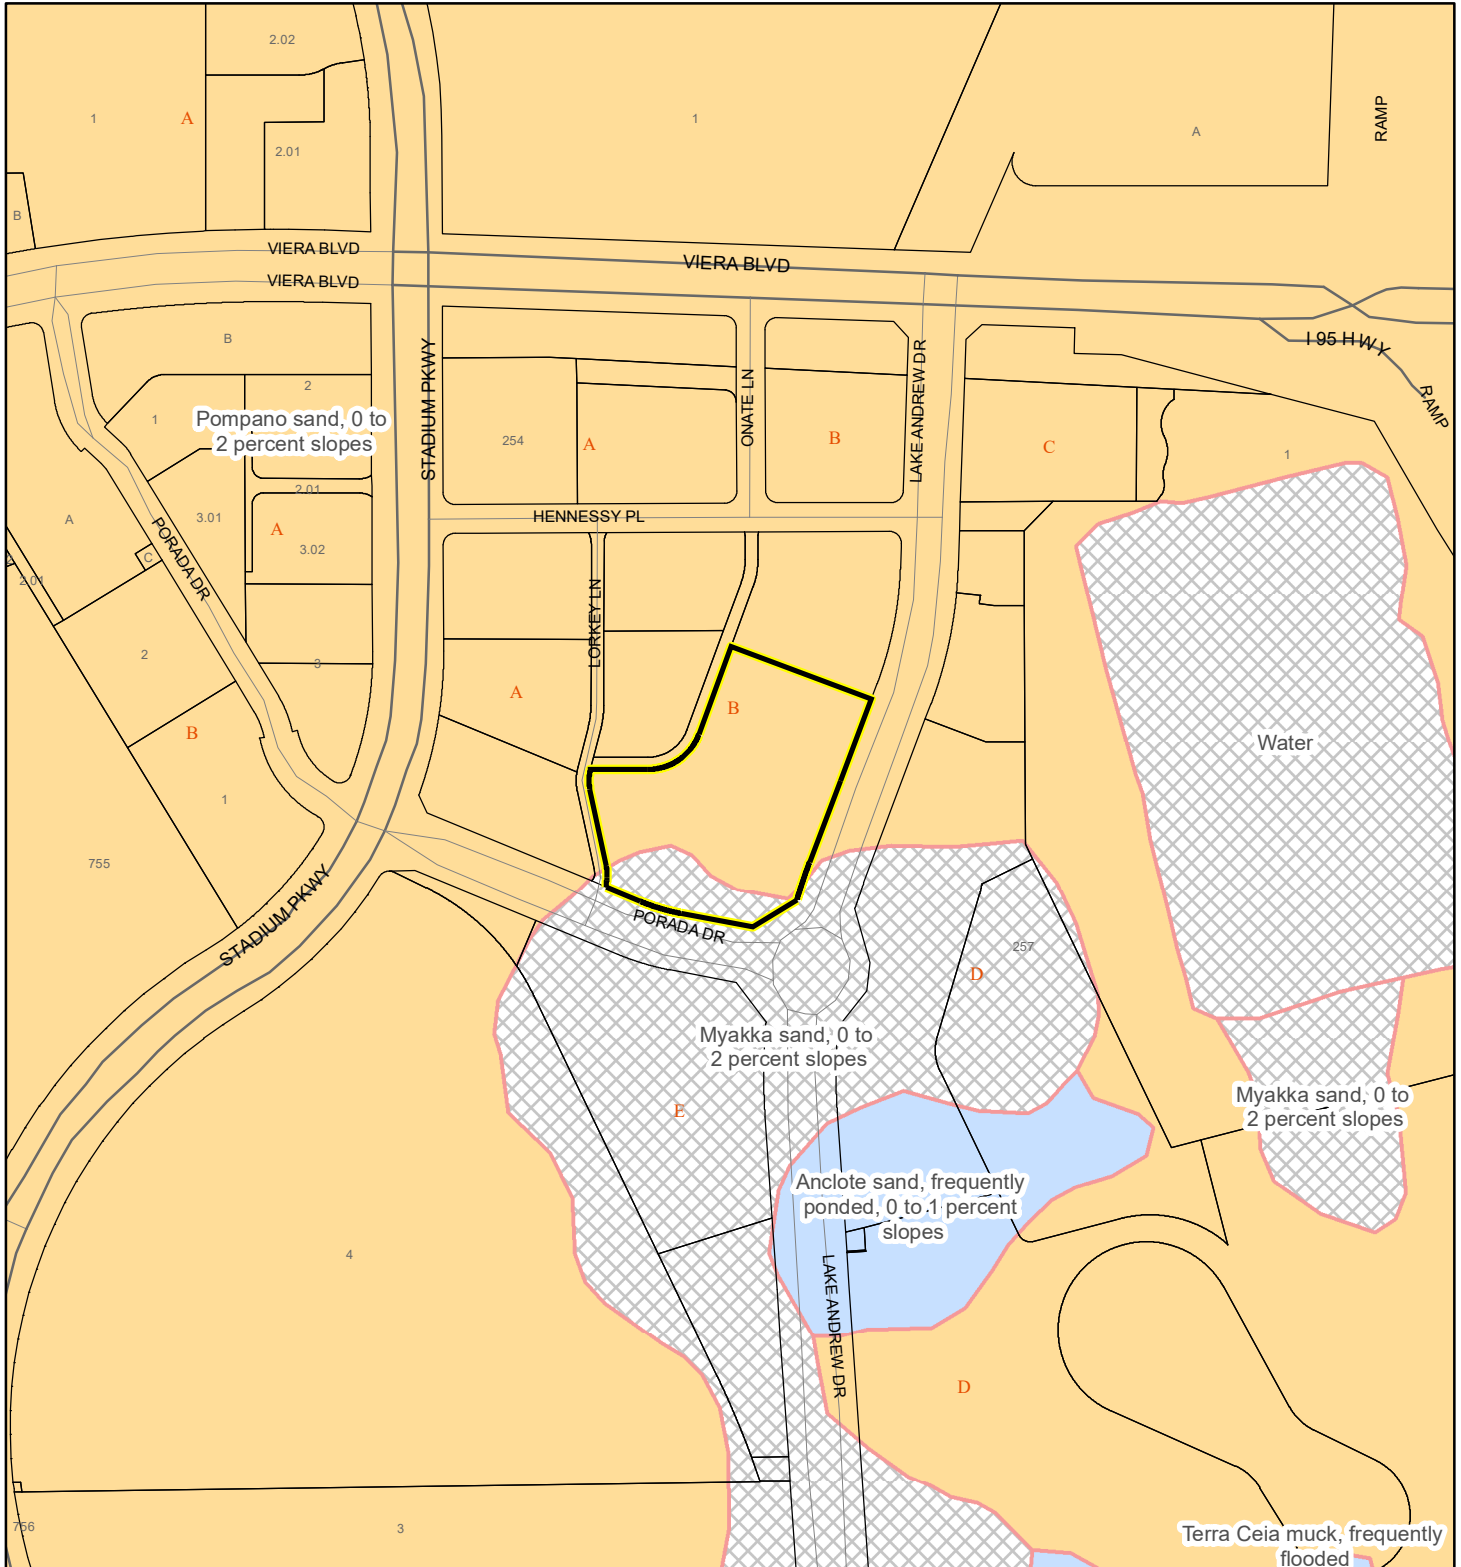 2.02
1
A
1
A
RAMP
2.01
B
VIERA BLVD
VIERA BLVD
VIERA BLVD
I 95 HWY
RAMP
B
2
1
Pompano sand, 0 to
2 percent slopes
STADIUM PKWY
254
A
ONATE LN
B
LAKE ANDREW DR
C
1
2.01
A
3.01
A
3.02
HENNESSY PL
PORADA DR
C
2.01
LORKEY LN
2
3
A
B
B
Water
1
755
STADIUM PKWY
PORADA DR
257
D
Myakka sand, 0 to
2 percent slopes
E
Myakka sand, 0 to
2 percent slopes
Anclote sand, frequently
ponded, 0 to 1 percent
slopes
4
LAKE ANDREW DR
D
756
3
Terra Ceia muck, frequently
flooded